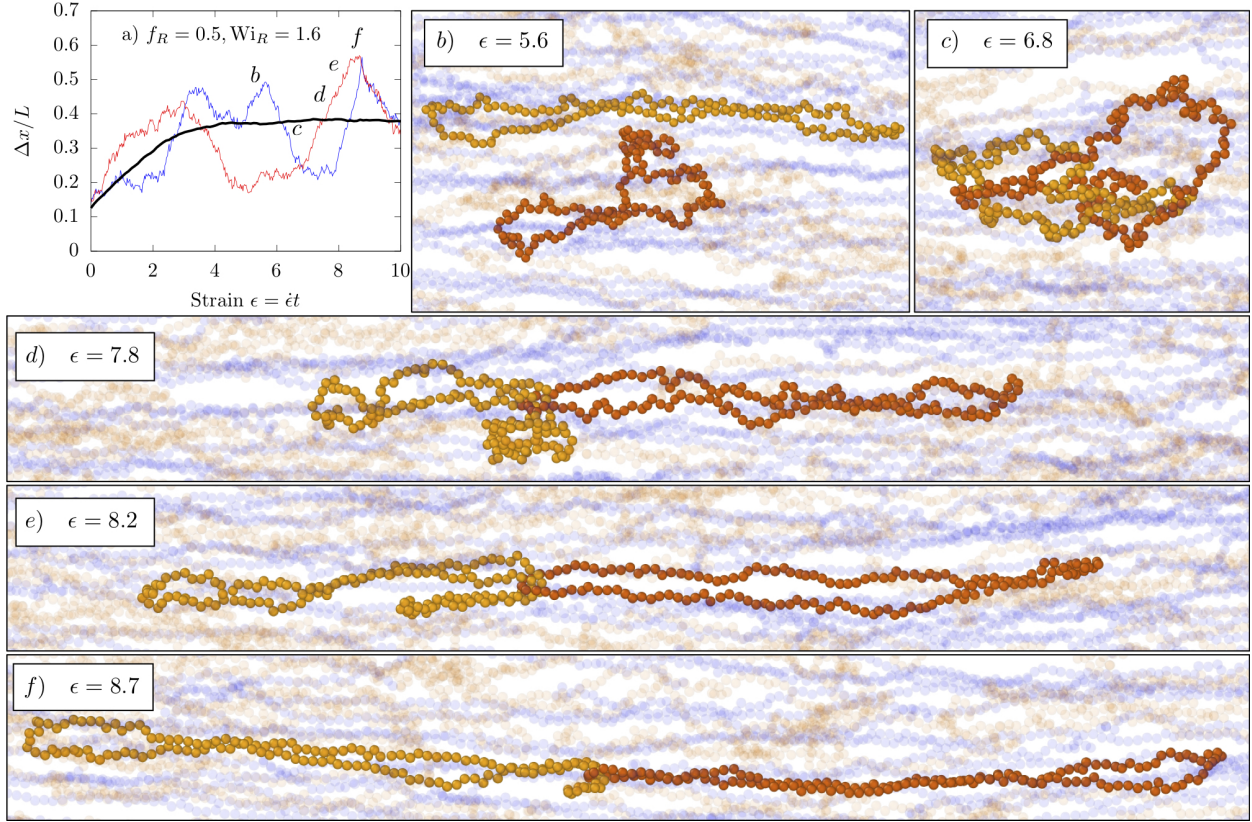 a) f_R = 0.5, Wi_R = 1.6
0.7
0.6
0.5
0.4
0.3
0.2
0.1
0
Δx/L
b
c
d
e
f
0 2 4 6 8 10
Strain ϵ = ϵ̇t
b) ϵ = 5.6
c) ϵ = 6.8
d) ϵ = 7.8
e) ϵ = 8.2
f) ϵ = 8.7